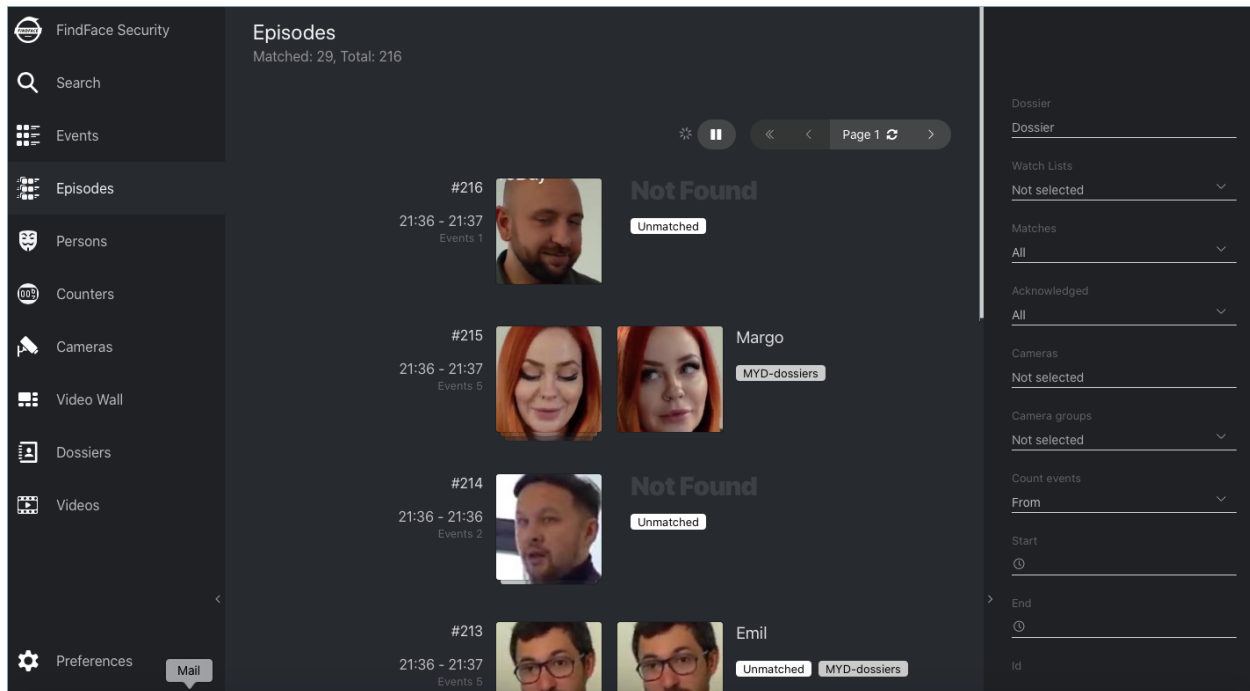 FindFace Security
Search
Events
Episodes
Persons
Counters
Cameras
Video Wall
Dossiers
Videos
Preferences
Mail
Episodes
Matched: 29, Total: 216
Page 1
#216
21:36 - 21:37
Events 1
Not Found
Unmatched
#215
21:36 - 21:37
Events 5
Margo
MYD-dossiers
#214
21:36 - 21:36
Events 2
Not Found
Unmatched
#213
21:36 - 21:37
Events 5
Emil
Unmatched MYD-dossiers
Dossier
Dossier
Watch Lists
Not selected
Matches
All
Acknowledged
All
Cameras
Not selected
Camera groups
Not selected
Count events
From
Start
End
Id